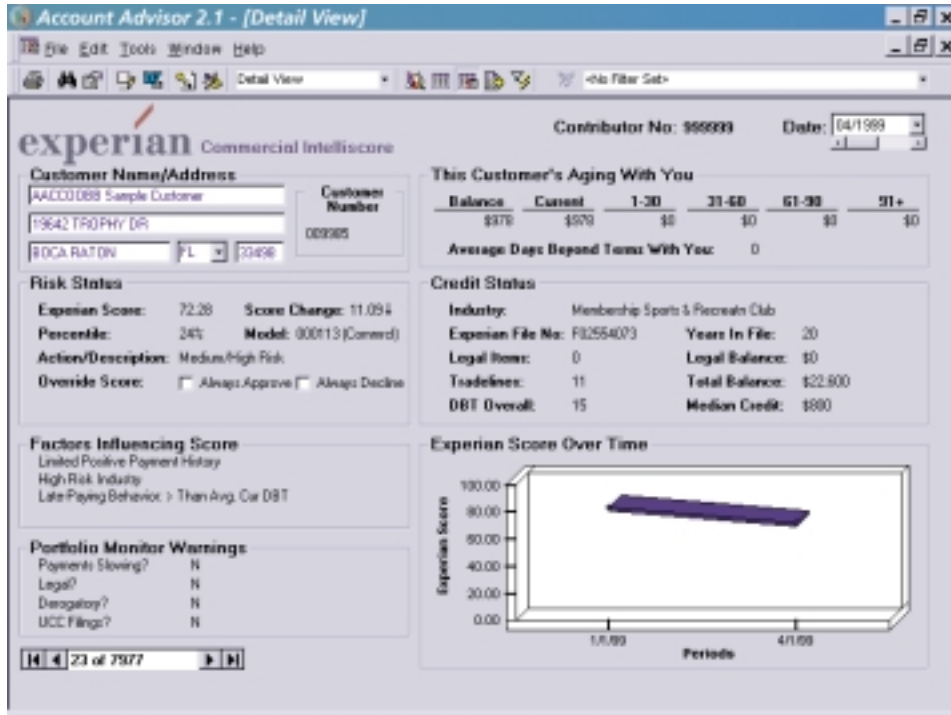 Account Advisor 2.1 - [Detail View]
File Edit Tools Window Help
Detail View
<No Filter Set>
experian Commercial Intelliscore
Contributor No: 999999
Date: 04/1999
Customer Name/Address
AACCODBB Sample Customer
19642 TROPHY DR
BOCA RATON FL 33498
Customer Number
009985
This Customer's Aging With You
Balance Current 1-30 31-60 61-90 91+
$978 $978 $0 $0 $0 $0
Average Days Beyond Terms With You: 0
Risk Status
Experian Score: 72.28 Score Change: 11.09↓
Percentile: 24% Model: 000113 (Commrcl)
Action/Description: Medium/High Risk
Override Score: Always Approve Always Decline
Credit Status
Industry: Membership Sports & Recreatn Club
Experian File No: F02554073 Years In File: 20
Legal Items: 0 Legal Balance: $0
Tradelines: 11 Total Balance: $22,800
DBT Overall: 15 Median Credit: $880
Factors Influencing Score
Limited Positive Payment History
High Risk Industry
Late Paying Behavior: > Than Avg. Cur DBT
Portfolio Monitor Warnings
Payments Slowing? N
Legal? N
Derogatory? N
UCC Filings? N
Experian Score Over Time
Experian Score
100.00
80.00
60.00
40.00
20.00
0.00
1/1/99 4/1/99
Periods
23 of 7977